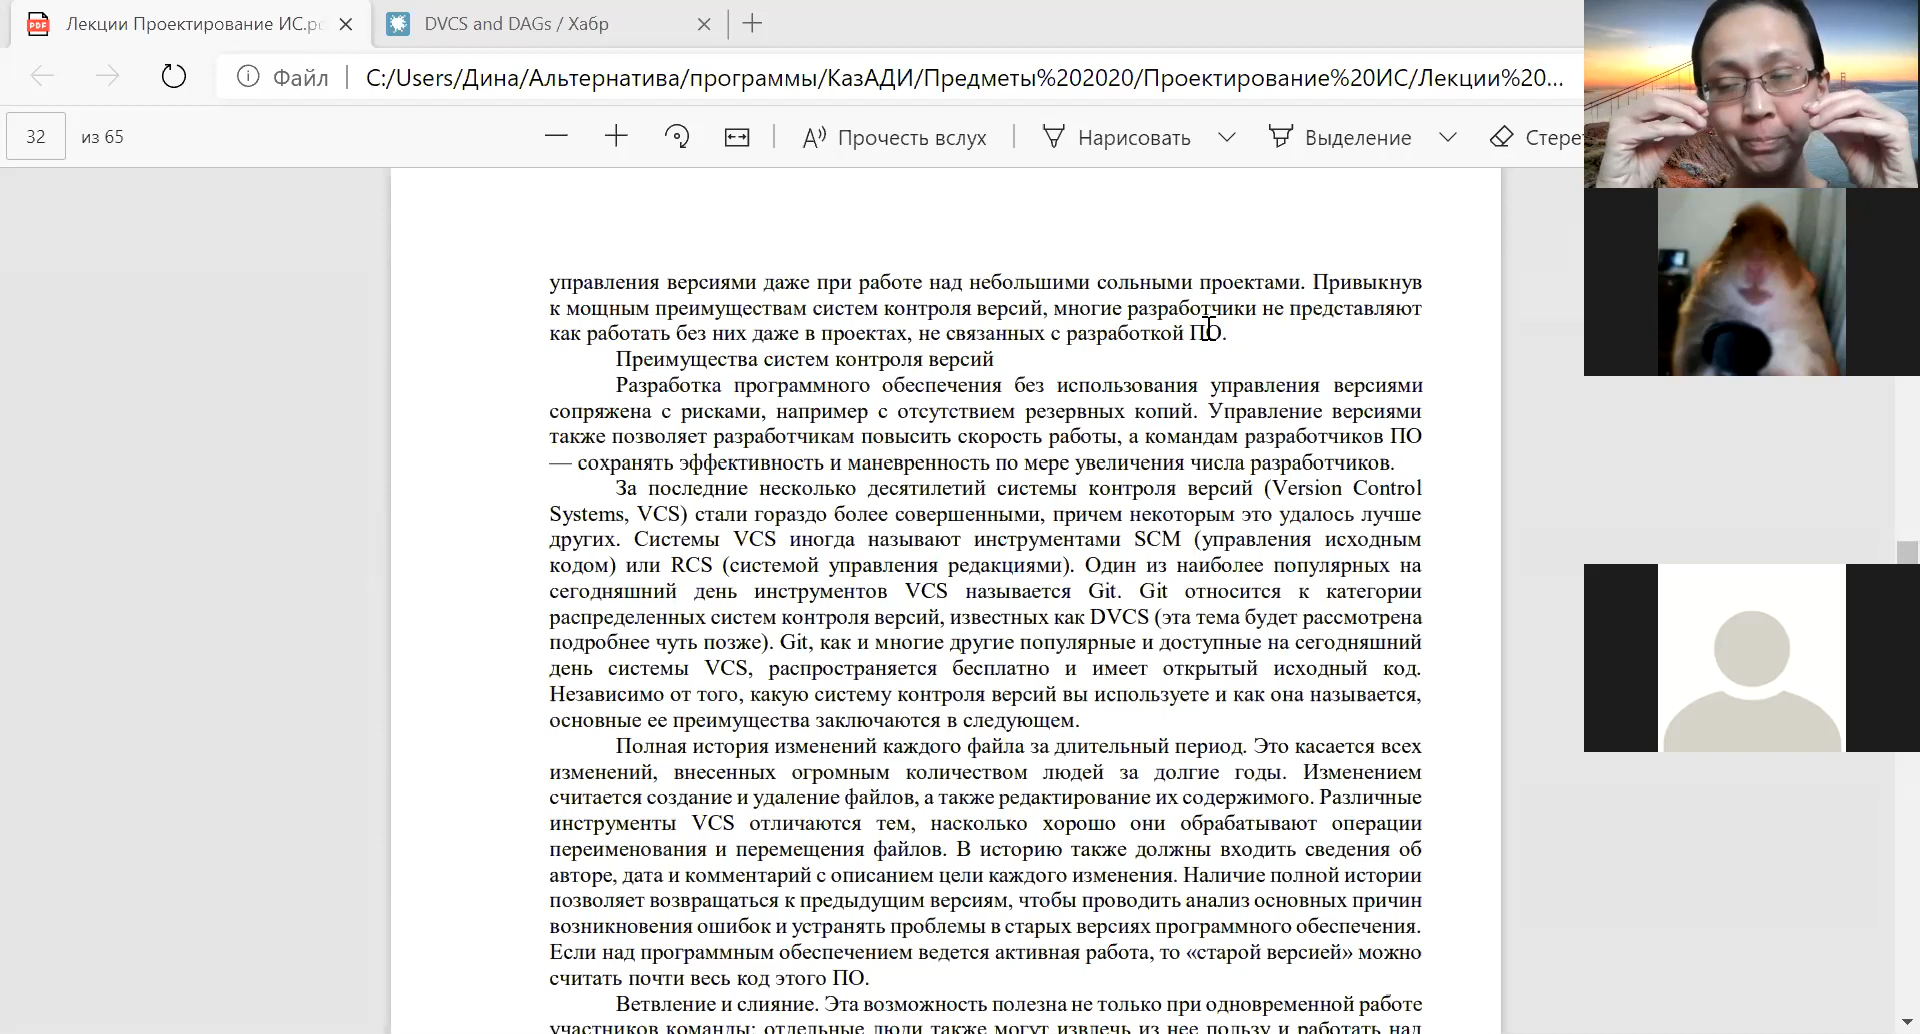 Лекции Проектирование ИС.pd
DVCS and DAGs / Хабр
Файл
C:/Users/Дина/Альтернатива/программы/КазАДИ/Предметы%202020/Проектирование%20ИС/Лекции%20...
32 из 65
Прочесть вслух
Нарисовать
Выделение
Стере
управления версиями даже при работе над небольшими сольными проектами. Привыкнув
к мощным преимуществам систем контроля версий, многие разработчики не представляют
как работать без них даже в проектах, не связанных с разработкой ПО.
Преимущества систем контроля версий
Разработка программного обеспечения без использования управления версиями
сопряжена с рисками, например с отсутствием резервных копий. Управление версиями
также позволяет разработчикам повысить скорость работы, а командам разработчиков ПО
— сохранять эффективность и маневренность по мере увеличения числа разработчиков.
За последние несколько десятилетий системы контроля версий (Version Control
Systems, VCS) стали гораздо более совершенными, причем некоторым это удалось лучше
других. Системы VCS иногда называют инструментами SCM (управления исходным
кодом) или RCS (системой управления редакциями). Один из наиболее популярных на
сегодняшний день инструментов VCS называется Git. Git относится к категории
распределенных систем контроля версий, известных как DVCS (эта тема будет рассмотрена
подробнее чуть позже). Git, как и многие другие популярные и доступные на сегодняшний
день системы VCS, распространяется бесплатно и имеет открытый исходный код.
Независимо от того, какую систему контроля версий вы используете и как она называется,
основные ее преимущества заключаются в следующем.
Полная история изменений каждого файла за длительный период. Это касается всех
изменений, внесенных огромным количеством людей за долгие годы. Изменением
считается создание и удаление файлов, а также редактирование их содержимого. Различные
инструменты VCS отличаются тем, насколько хорошо они обрабатывают операции
переименования и перемещения файлов. В историю также должны входить сведения об
авторе, дата и комментарий с описанием цели каждого изменения. Наличие полной истории
позволяет возвращаться к предыдущим версиям, чтобы проводить анализ основных причин
возникновения ошибок и устранять проблемы в старых версиях программного обеспечения.
Если над программным обеспечением ведется активная работа, то «старой версией» можно
считать почти весь код этого ПО.
Ветвление и слияние. Эта возможность полезна не только при одновременной работе
участников команды: отдельные люди также могут извлечь из нее пользу и работать над